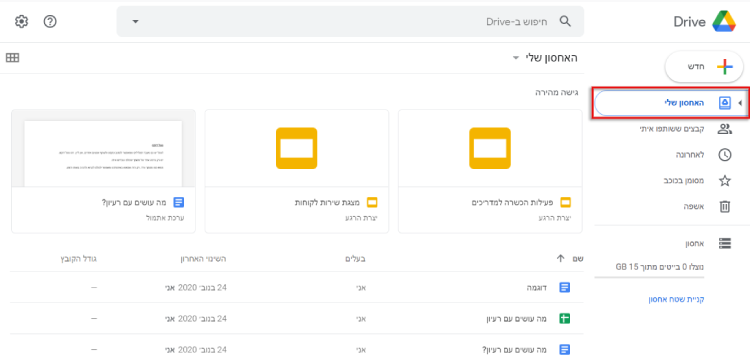 Drive
חיפוש ב-Drive
חדש
האחסון שלי
קבצים ששותפו איתי
לאחרונה
מסומן בכוכב
אשפה
אחסון
נוצלו 0 בייטים מתוך 15 GB
קניית שטח אחסון
האחסון שלי
גישה מהירה
פעילות הכשרה למדריכים
יצרת הרגע
מצגת שירות לקוחות
יצרת הרגע
מה עושים עם רעיון?
ערכת אתמול
שם בעלים השינוי האחרון גודל הקובץ
דוגמה אני 24 בנוב׳ 2020 אני —
מה עושים עם רעיון אני 24 בנוב׳ 2020 אני —
מה עושים עם רעיון? אני 24 בנוב׳ 2020 אני —